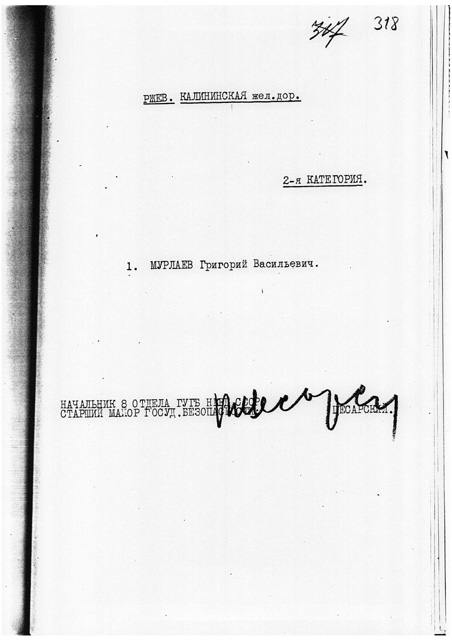 317 318
РЖЕВ. КАЛИНИНСКАЯ жел.дор.
2-я КАТЕГОРИЯ.
1. МУРЛАЕВ Григорий Васильевич.
НАЧАЛЬНИК 8 ОТДЕЛА ГУГБ НКВД СССР
СТАРШИЙ МАЙОР ГОСУД.БЕЗОПАСНОСТИ ЦЕСАРСКИЙ.